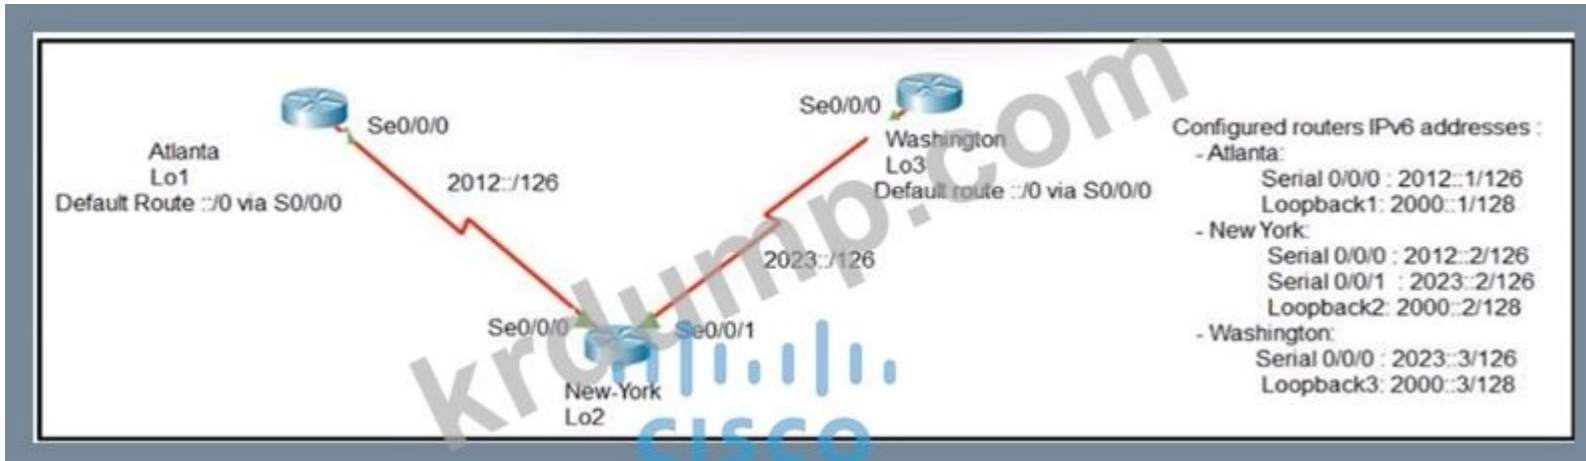 Se0/0/0
Atlanta
Lo1
Default Route ::/0 via S0/0/0
2012::/126
Se0/0/0
Washington
Lo3
Default route ::/0 via S0/0/0
2023::/126
Se0/0/0
Se0/0/1
New-York
Lo2
Configured routers IPv6 addresses :
- Atlanta:
Serial 0/0/0 : 2012::1/126
Loopback1: 2000::1/128
- New York:
Serial 0/0/0 : 2012::2/126
Serial 0/0/1 : 2023::2/126
Loopback2: 2000::2/128
- Washington:
Serial 0/0/0 : 2023::3/126
Loopback3: 2000::3/128
krdump.com
CISCO